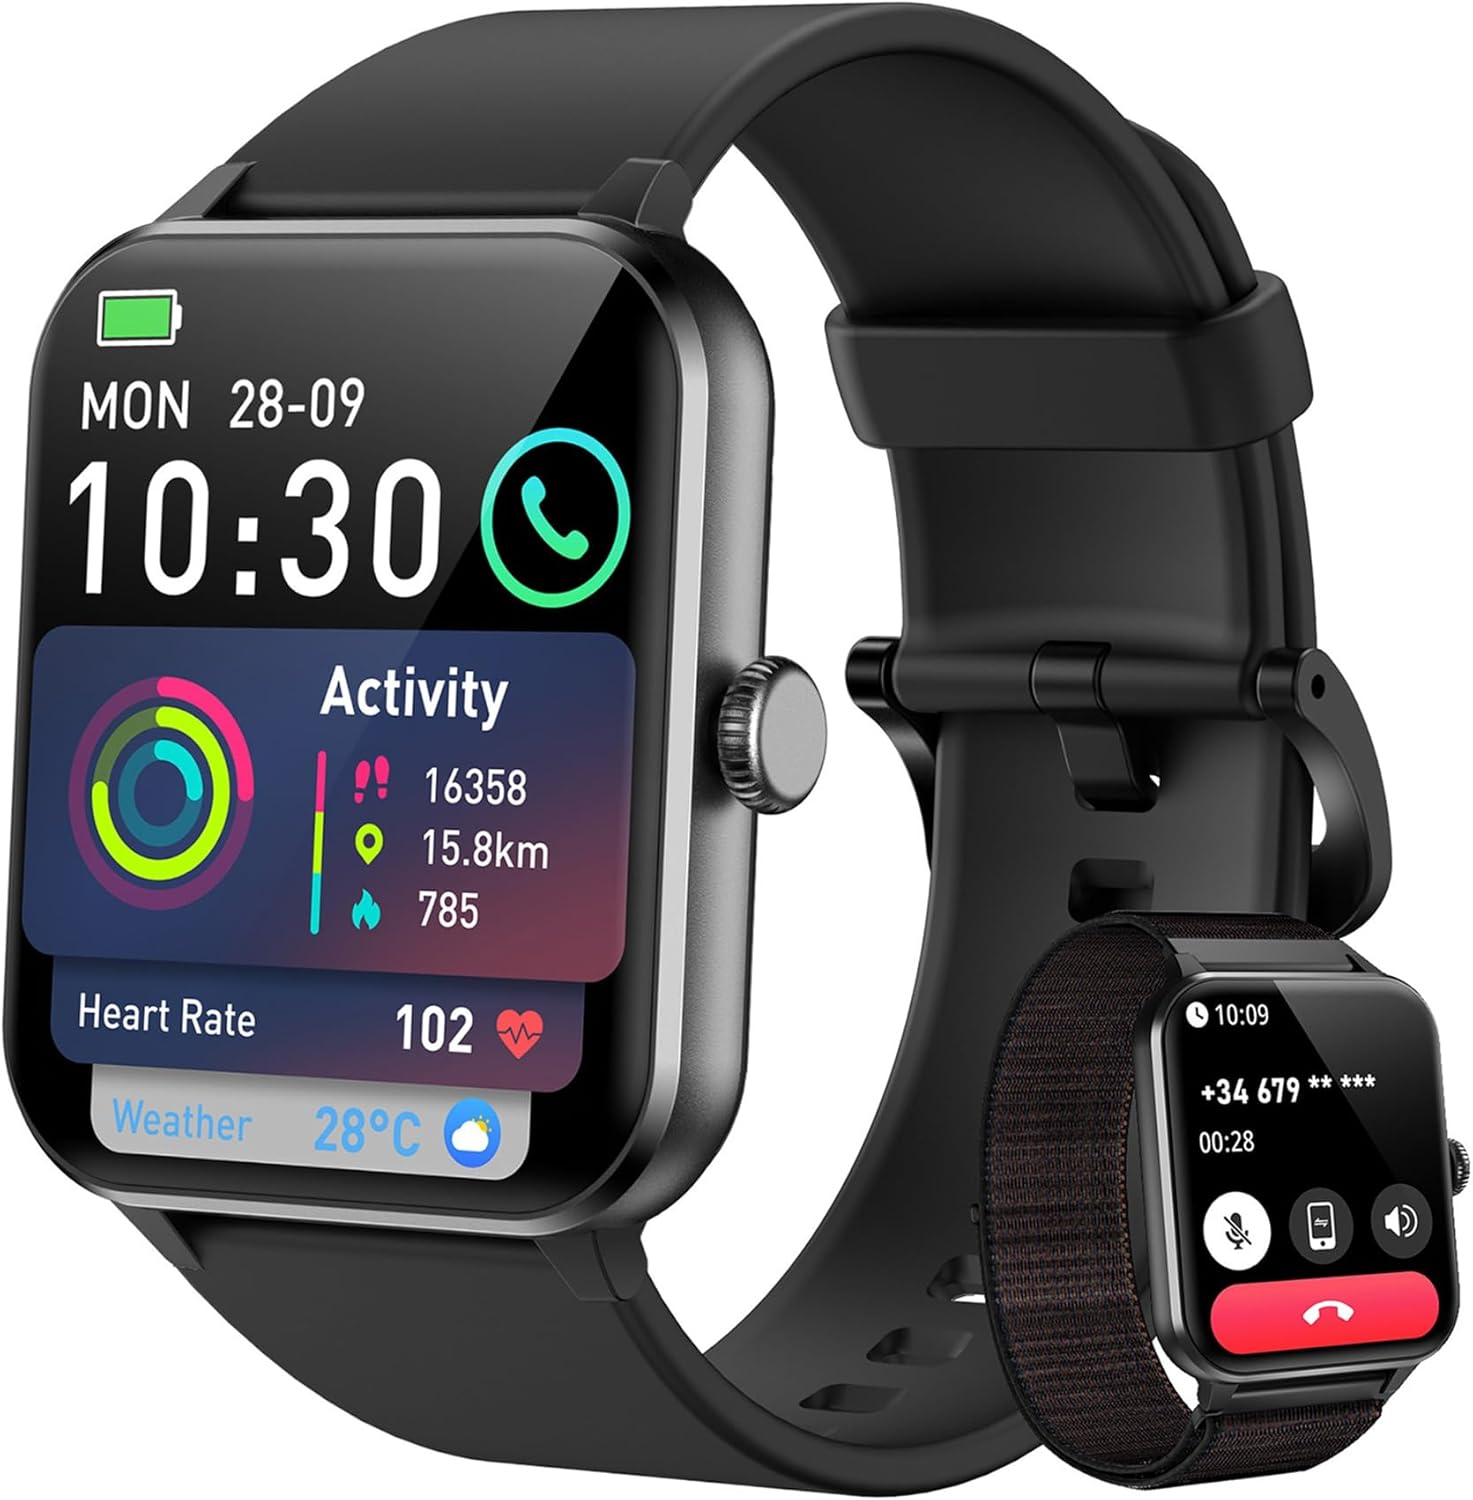 MON 28-09
10:30
Activity
16358
15.8km
785
Heart Rate 102
Weather 28°C
10:09
+34 679 ** ***
00:28